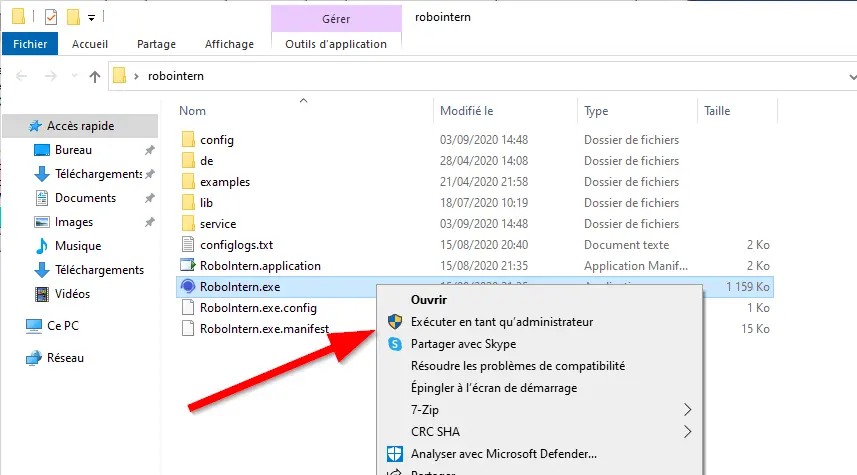 Gérer
robointern
Fichier
Accueil
Partage
Affichage
Outils d'application
robointern
Nom
Modifié le
Type
Taille
Accès rapide
Bureau
Téléchargements
Documents
Images
Musique
Téléchargements
Vidéos
Ce PC
Réseau
config 03/09/2020 14:48 Dossier de fichiers
de 28/04/2020 14:08 Dossier de fichiers
examples 21/04/2020 21:58 Dossier de fichiers
lib 18/07/2020 10:19 Dossier de fichiers
service 03/09/2020 14:48 Dossier de fichiers
configlogs.txt 15/08/2020 20:40 Document texte 2 Ko
RoboIntern.application 15/08/2020 21:35 Application Manif... 2 Ko
RoboIntern.exe 1 159 Ko
RoboIntern.exe.config 1 Ko
RoboIntern.exe.manifest 15 Ko
Ouvrir
Exécuter en tant qu'administrateur
Partager avec Skype
Résoudre les problèmes de compatibilité
Épingler à l'écran de démarrage
7-Zip
CRC SHA
Analyser avec Microsoft Defender...